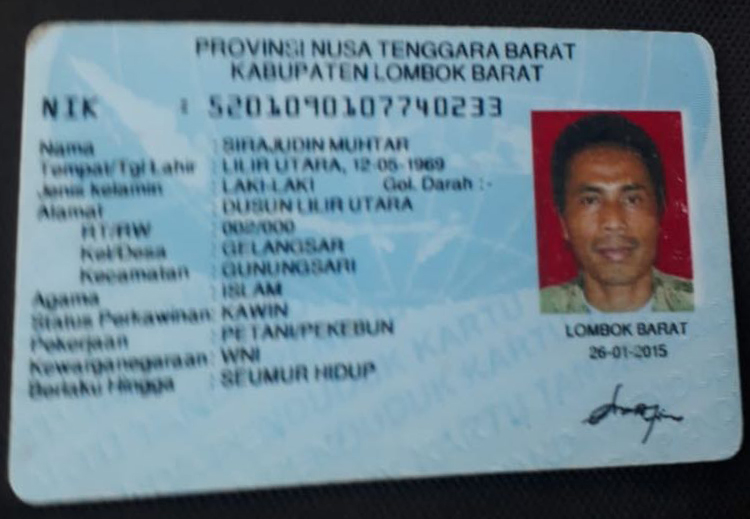 PROVINSI NUSA TENGGARA BARAT
KABUPATEN LOMBOK BARAT
NIK : 5201090107740233
Nama : SIRAJUDIN MUHTAR
Tempat/Tgl Lahir : LILIR UTARA, 12-05-1969
Jenis kelamin : LAKI-LAKI Gol. Darah :-
Alamat : DUSUN LILIR UTARA
RT/RW : 002/000
Kel/Desa : GELANGSAR
Kecamatan : GUNUNGSARI
Agama : ISLAM
Status Perkawinan: KAWIN
Pekerjaan : PETANI/PEKEBUN
Kewarganegaraan: WNI
Berlaku Hingga : SEUMUR HIDUP
LOMBOK BARAT
26-01-2015